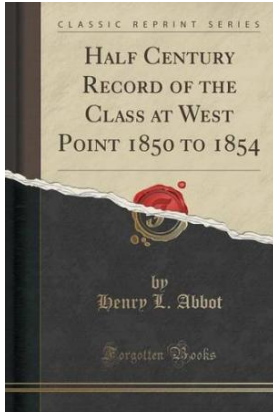 CLASSIC REPRINT SERIES
HALF CENTURY
RECORD OF THE
CLASS AT WEST
POINT 1850 TO 1854
by
Henry L. Abbot
Forgotten Books